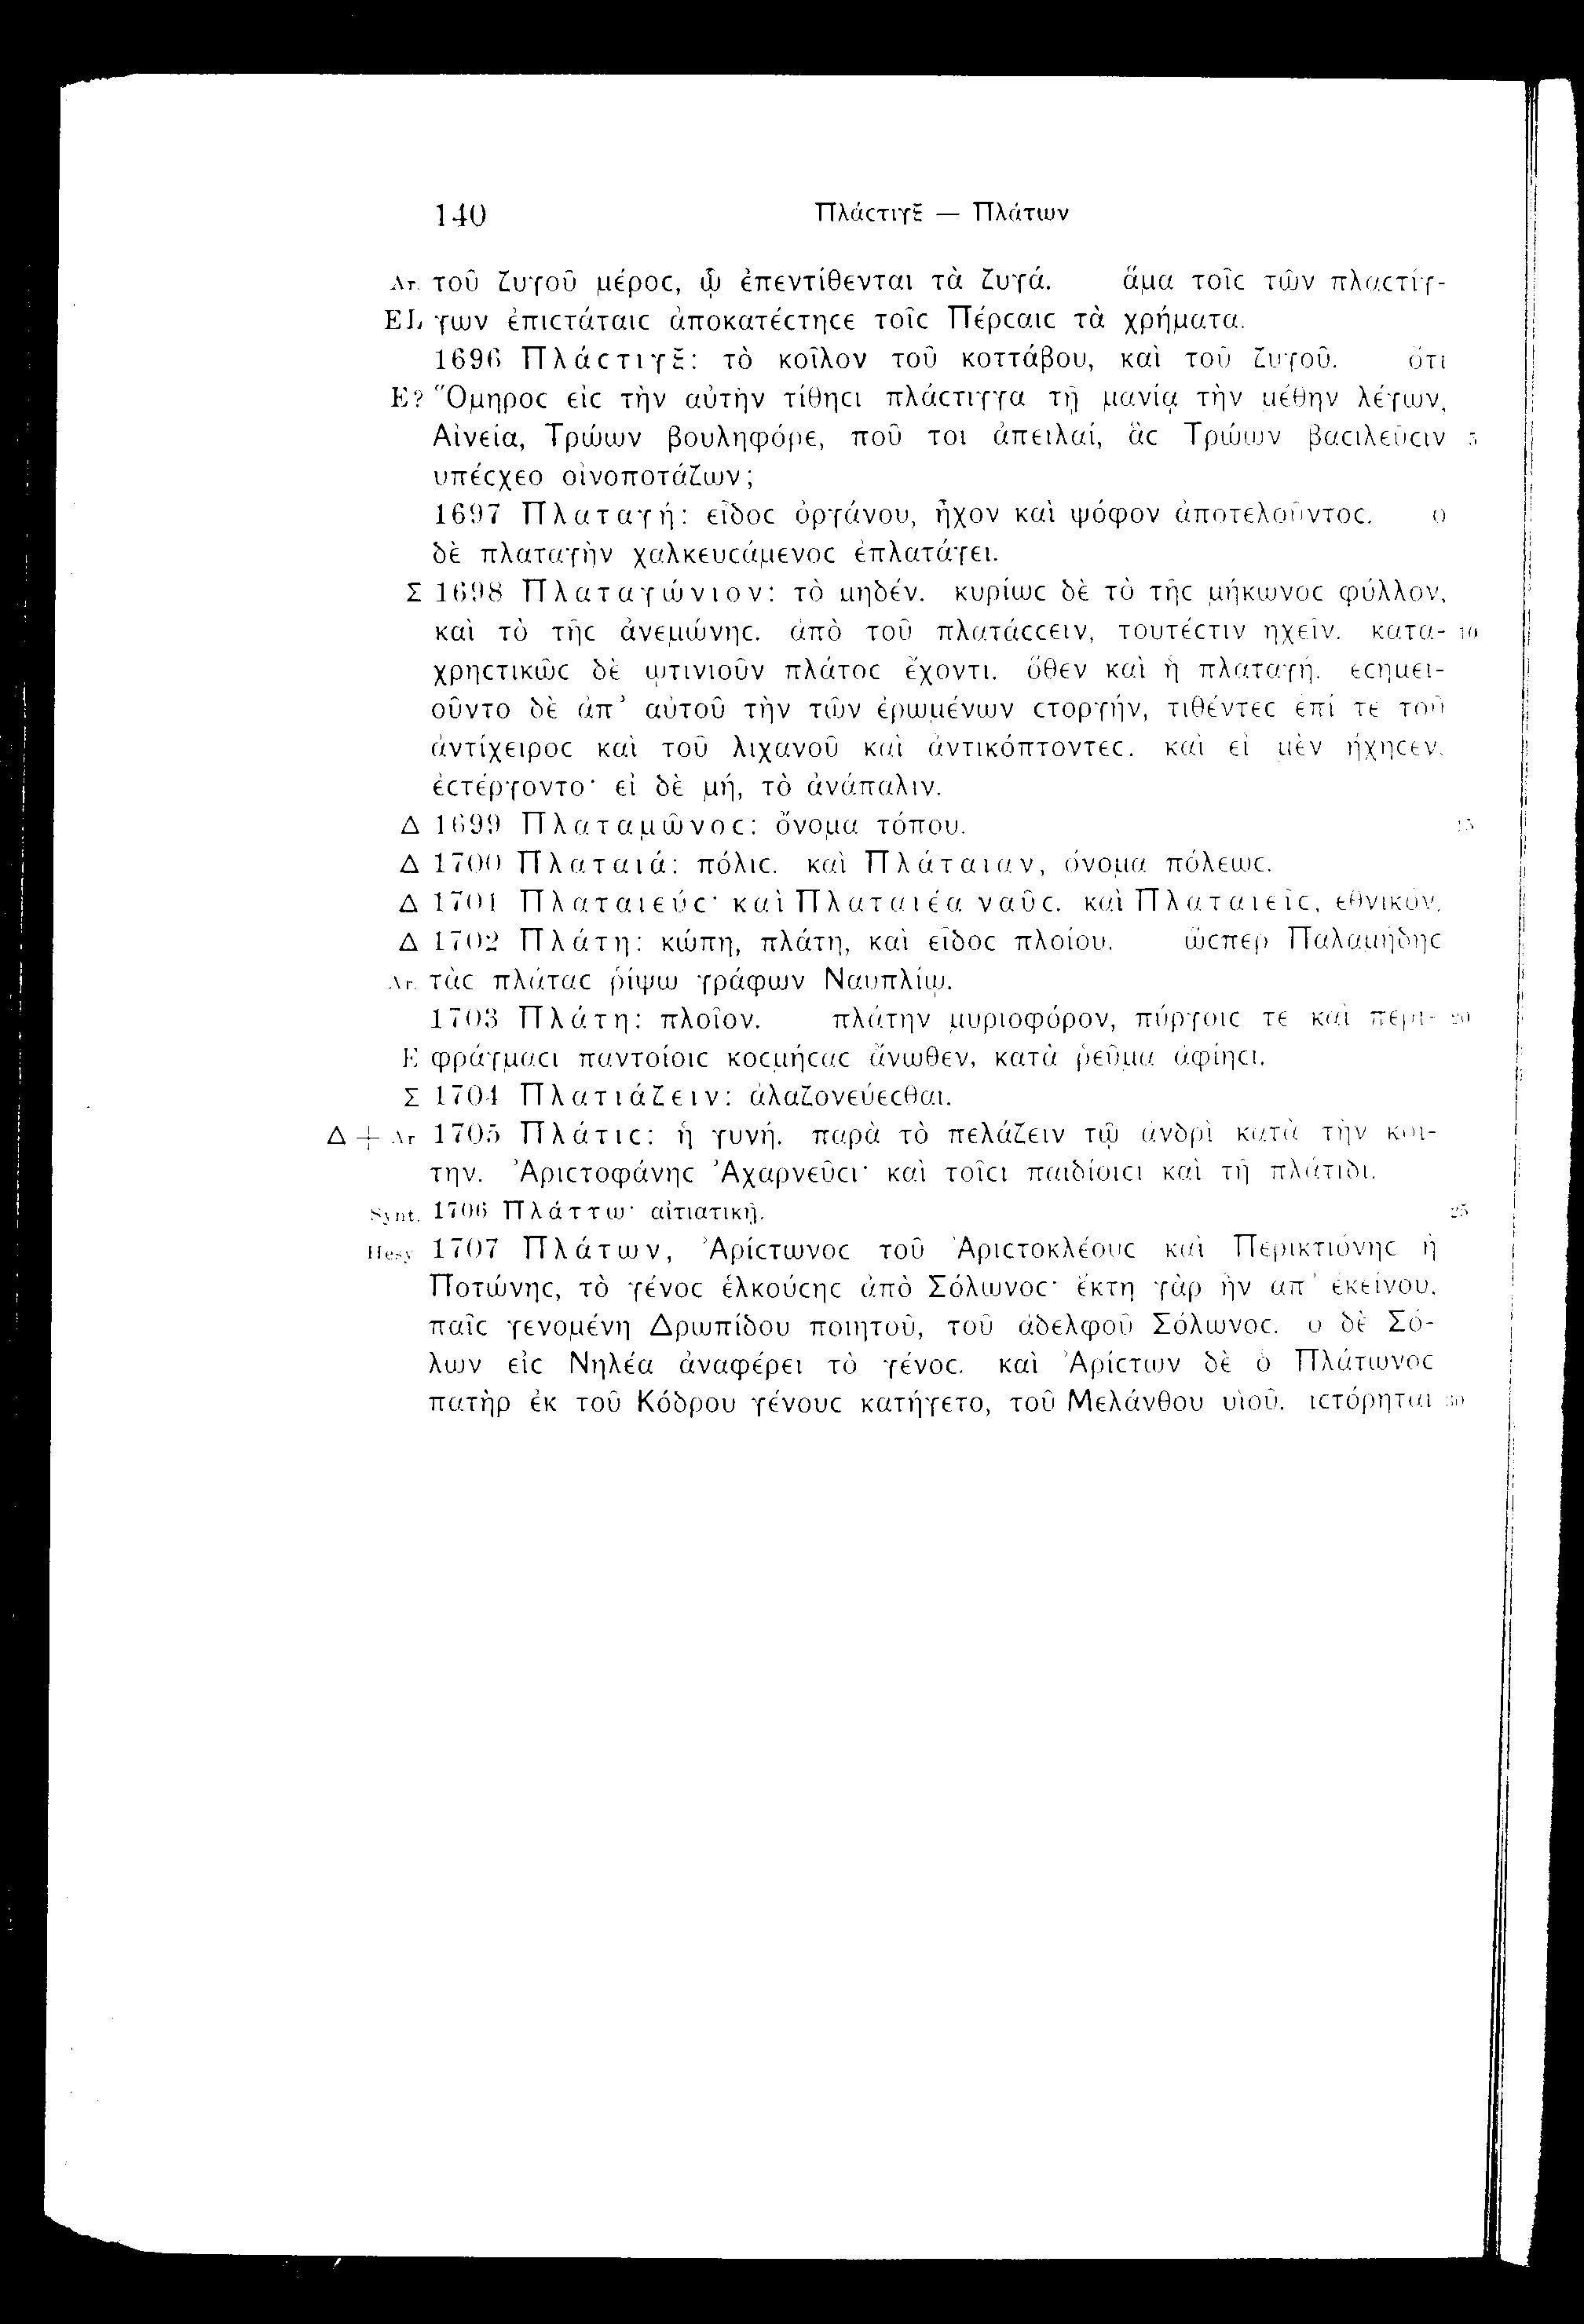 140 Πλάϲτιγξ — Πλάτων
Ar. τοῦ ζυγοῦ μέροϲ, ᾧ ἐπεντίθενται τὰ ζυγά. ἅμα τοῖϲ τῶν πλαϲτίγ-
EL γων ἐπιϲτάταιϲ ἀποκατέϲτηϲε τοῖϲ Πέρϲαιϲ τὰ χρήματα.
1696 Πλάϲτιγξ: τὸ κοῖλον τοῦ κοττάβου, καὶ τοῦ ζυγοῦ. ὅτι
E? Ὅμηροϲ εἰϲ τὴν αὐτὴν τίθηϲι πλάϲτιγγα τῇ μανίᾳ τὴν μέθην λέγων,
Αἰνεία, Τρώων βουληφόρε, ποῦ τοι ἀπειλαί, ἃϲ Τρώων βαϲιλεῦϲιν 5
υπέϲχεο οἰνοποτάζων;
1697 Πλαταγή: εἶδοϲ ὀργάνου, ἦχον καὶ ψόφον ἀποτελοῦντοϲ. ὁ
δὲ πλαταγὴν χαλκευϲάμενοϲ ἐπλατάγει.
Σ 1698 Πλαταγώνιον: τὸ μηδέν. κυρίωϲ δὲ τὸ τῆϲ μήκωνοϲ φύλλον,
καὶ τὸ τῆϲ ἀνεμώνηϲ. ἀπὸ τοῦ πλατάϲϲειν, τουτέϲτιν ηχεῖν. κατα- 10
χρηϲτικῶϲ δὲ ᾡτινιοῦν πλάτοϲ ἔχοντι. ὅθεν καὶ ἡ πλαταγή. εϲημει-
οῦντο δὲ ἀπ’ αὐτοῦ τὴν τῶν ἐρωμένων ϲτοργήν, τιθέντεϲ ἐπί τε τοῦ
ἀντίχειροϲ καὶ τοῦ λιχανοῦ καὶ ἀντικόπτοντεϲ. καὶ εἰ μὲν ἤχηϲεν,
ἐϲτέργοντο· εἰ δὲ μή, τὸ ἀνάπαλιν.
Δ 1699 Πλαταμῶνοϲ: ὄνομα τόπου. 15
Δ 1700 Πλαταιά: πόλιϲ. καὶ Πλάταιαν, ὄνομα πόλεωϲ.
Δ 1701 Πλαταιεύϲ· καὶ Πλαταιέα ναῦϲ. καὶ Πλαταιεῖϲ, εθνικόν.
Δ 1702 Πλάτη: κώπη, πλάτη, καὶ εἶδοϲ πλοίου. ὥϲπερ Παλαμήδηϲ
Ar. τὰϲ πλάταϲ ῥίψω γράφων Ναυπλίῳ.
1703 Πλάτη: πλοῖον. πλάτην μυριοφόρον, πύργοιϲ τε καὶ περι- 20
E φράγμαϲι παντοίοιϲ κοϲμήϲαϲ ἄνωθεν, κατὰ ῥεῦμα ἀφίηϲι.
Σ 1704 Πλατιάζειν: ἀλαζονεύεϲθαι.
Δ + Ar 1705 Πλάτιϲ: ἡ γυνή. παρὰ τὸ πελάζειν τῷ ἀνδρὶ κατὰ τὴν κοι-
την. Ἀριϲτοφάνηϲ Ἀχαρνεῦϲι· καὶ τοῖϲι παιδίοιϲι καὶ τῇ πλάτιδι.
Synt. 1706 Πλάττω· αἰτιατικῇ. 25
Hesy 1707 Πλάτων, Ἀρίϲτωνοϲ τοῦ Ἀριϲτοκλέουϲ καὶ Περικτιόνηϲ ἢ
Ποτώνηϲ, τὸ γένοϲ ἑλκούϲηϲ ἀπὸ Σόλωνοϲ· ἕκτη γὰρ ἦν απ’ ἐκείνου,
παῖϲ γενομένη Δρωπίδου ποιητοῦ, τοῦ ἀδελφοῦ Σόλωνοϲ. ὁ δὲ Σό-
λων εἰϲ Νηλέα ἀναφέρει τὸ γένοϲ. καὶ Ἀρίϲτων δὲ ὁ Πλάτωνοϲ
πατὴρ ἐκ τοῦ Κόδρου γένουϲ κατήγετο, τοῦ Μελάνθου υἱοῦ. ἱϲτόρηται 30